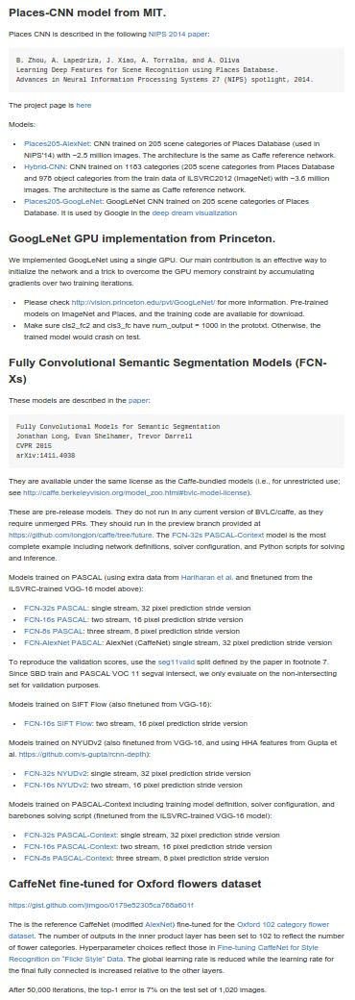 Places-CNN model from MIT.
Places CNN is described in the following NIPS 2014 paper:
B. Zhou, A. Lapedriza, J. Xiao, A. Torralba, and A. Oliva
Learning Deep Features for Scene Recognition using Places Database.
Advances in Neural Information Processing Systems 27 (NIPS) spotlight, 2014.
The project page is here
Models:
• Places205-AlexNet: CNN trained on 205 scene categories of Places Database (used in
NIPS'14) with ~2.5 million images. The architecture is the same as Caffe reference network.
• Hybrid-CNN: CNN trained on 1183 categories (205 scene categories from Places Database
and 978 object categories from the train data of ILSVRC2012 (ImageNet) with ~3.6 million
images. The architecture is the same as Caffe reference network.
• Places205-GoogLeNet: GoogLeNet CNN trained on 205 scene categories of Places
Database. It is used by Google in the deep dream visualization
GoogLeNet GPU implementation from Princeton.
We implemented GoogLeNet using a single GPU. Our main contribution is an effective way to
initialize the network and a trick to overcome the GPU memory constraint by accumulating
gradients over two training iterations.
• Please check http://vision.princeton.edu/pvt/GoogLeNet/ for more information. Pre-trained
models on ImageNet and Places, and the training code are available for download.
• Make sure cls2_fc2 and cls3_fc have num_output = 1000 in the prototxt. Otherwise, the
trained model would crash on test.
Fully Convolutional Semantic Segmentation Models (FCN-
Xs)
These models are described in the paper:
Fully Convolutional Models for Semantic Segmentation
Jonathan Long, Evan Shelhamer, Trevor Darrell
CVPR 2015
arXiv:1411.4038
They are available under the same license as the Caffe-bundled models (i.e., for unrestricted use;
see http://caffe.berkeleyvision.org/model_zoo.html#bvlc-model-license).
These are pre-release models. They do not run in any current version of BVLC/caffe, as they
require unmerged PRs. They should run in the preview branch provided at
https://github.com/longjon/caffe/tree/future. The FCN-32s PASCAL-Context model is the most
complete example including network definitions, solver configuration, and Python scripts for solving
and inference.
Models trained on PASCAL (using extra data from Hariharan et al. and finetuned from the
ILSVRC-trained VGG-16 model above):
• FCN-32s PASCAL: single stream, 32 pixel prediction stride version
• FCN-16s PASCAL: two stream, 16 pixel prediction stride version
• FCN-8s PASCAL: three stream, 8 pixel prediction stride version
• FCN-AlexNet PASCAL: AlexNet (CaffeNet) single stream, 32 pixel prediction stride version
To reproduce the validation scores, use the seg11valid split defined by the paper in footnote 7.
Since SBD train and PASCAL VOC 11 segval intersect, we only evaluate on the non-intersecting
set for validation purposes.
Models trained on SIFT Flow (also finetuned from VGG-16):
• FCN-16s SIFT Flow: two stream, 16 pixel prediction stride version
Models trained on NYUDv2 (also finetuned from VGG-16, and using HHA features from Gupta et
al. https://github.com/s-gupta/rcnn-depth):
• FCN-32s NYUDv2: single stream, 32 pixel prediction stride version
• FCN-16s NYUDv2: two stream, 16 pixel prediction stride version
Models trained on PASCAL-Context including training model definition, solver configuration, and
barebones solving script (finetuned from the ILSVRC-trained VGG-16 model):
• FCN-32s PASCAL-Context: single stream, 32 pixel prediction stride version
• FCN-16s PASCAL-Context: two stream, 16 pixel prediction stride version
• FCN-8s PASCAL-Context: three stream, 8 pixel prediction stride version
CaffeNet fine-tuned for Oxford flowers dataset
https://gist.github.com/jimgoo/0179e52305ca768a601f
The is the reference CaffeNet (modified AlexNet) fine-tuned for the Oxford 102 category flower
dataset. The number of outputs in the inner product layer has been set to 102 to reflect the number
of flower categories. Hyperparameter choices reflect those in Fine-tuning CaffeNet for Style
Recognition on "Flickr Style" Data. The global learning rate is reduced while the learning rate for
the final fully connected is increased relative to the other layers.
After 50,000 iterations, the top-1 error is 7% on the test set of 1,020 images.